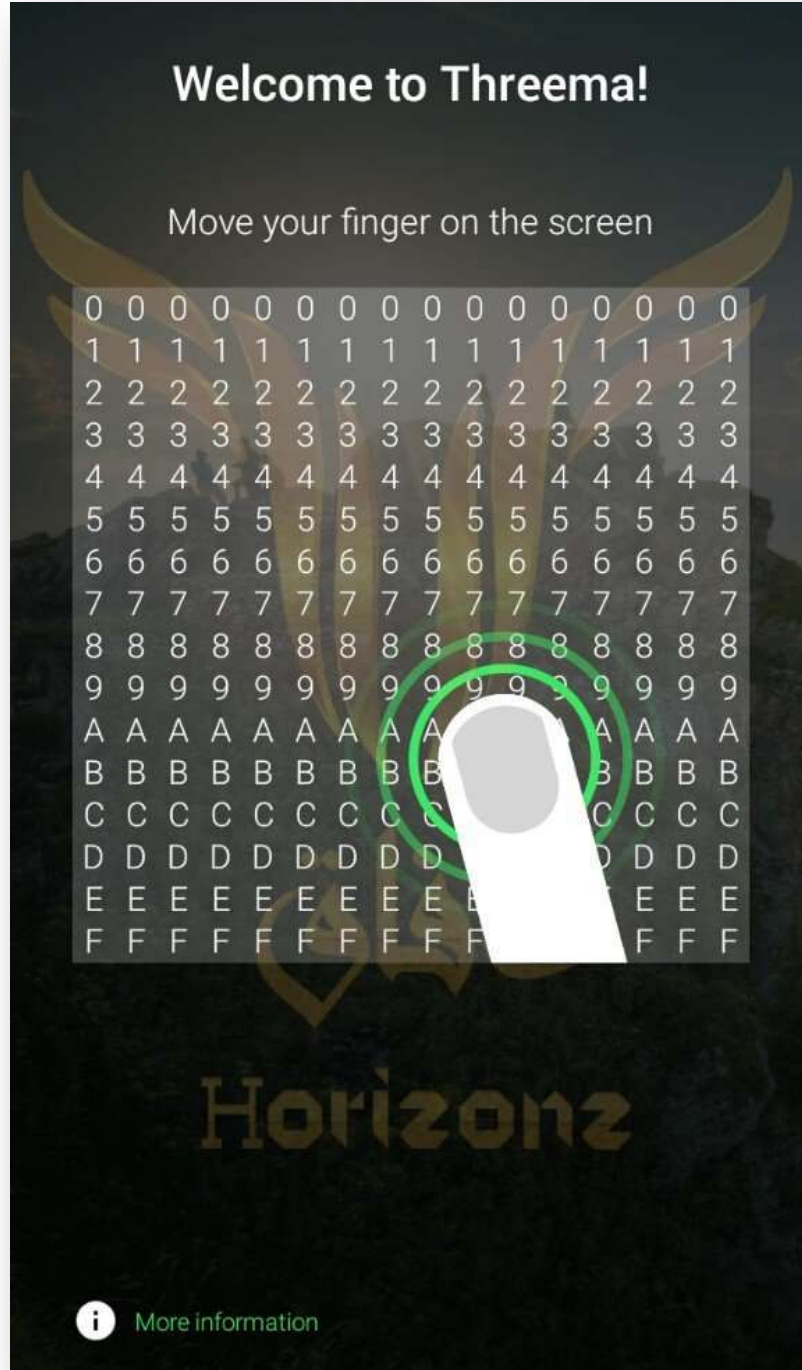 Welcome to Threema!
Move your finger on the screen
0 0 0 0 0 0 0 0 0 0 0 0 0 0 0 0
1 1 1 1 1 1 1 1 1 1 1 1 1 1 1 1
2 2 2 2 2 2 2 2 2 2 2 2 2 2 2 2
3 3 3 3 3 3 3 3 3 3 3 3 3 3 3 3
4 4 4 4 4 4 4 4 4 4 4 4 4 4 4 4
5 5 5 5 5 5 5 5 5 5 5 5 5 5 5 5
6 6 6 6 6 6 6 6 6 6 6 6 6 6 6 6
7 7 7 7 7 7 7 7 7 7 7 7 7 7 7 7
8 8 8 8 8 8 8 8 8 8 8 8 8 8 8 8
9 9 9 9 9 9 9 9 9 9 9 9 9 9 9 9
A A A A A A A A A A A A A
B B B B B B B B B B B B B
C C C C C C C C C C C C C
D D D D D D D D D D D D D
E E E E E E E E E E E E E
F F F F F F F F F F F F F
Horizonz
i More information